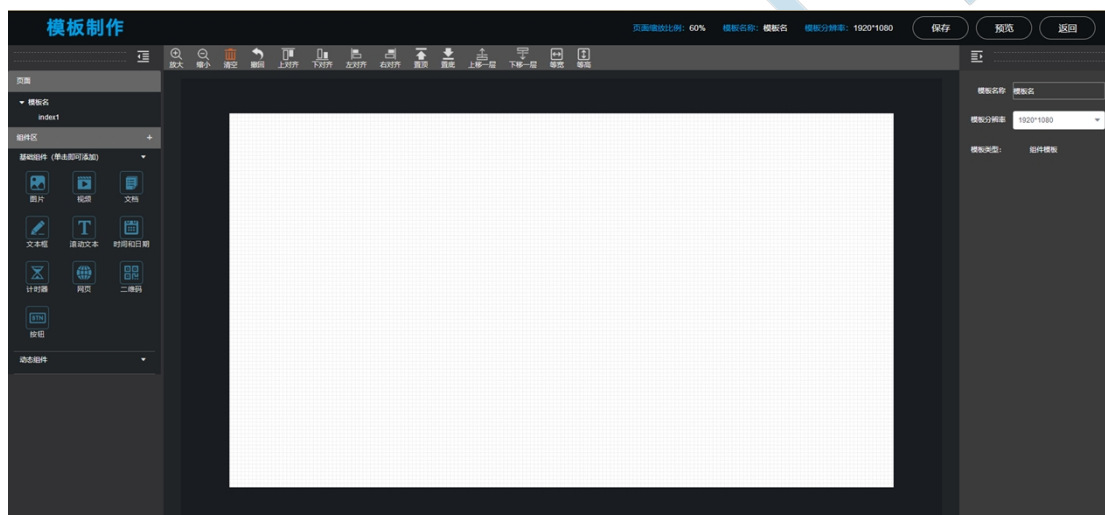 模板制作
页面缩放比例: 60% 模板名称: 模板名 模板分辨率: 1920*1080 保存 预览 返回
放大 缩小 清空 撤回 上对齐 下对齐 左对齐 右对齐 置顶 置底 上移一层 下移一层 等宽 等高
页面
模板名
index1
组件区 +
基础组件 (单击即可添加)
图片 视频 文档
文本框 滚动文本 时间和日期
计时器 网页 二维码
BTN
按钮
动态组件
模板名称 模板名
模板分辨率 1920*1080
模板类型: 组件模板